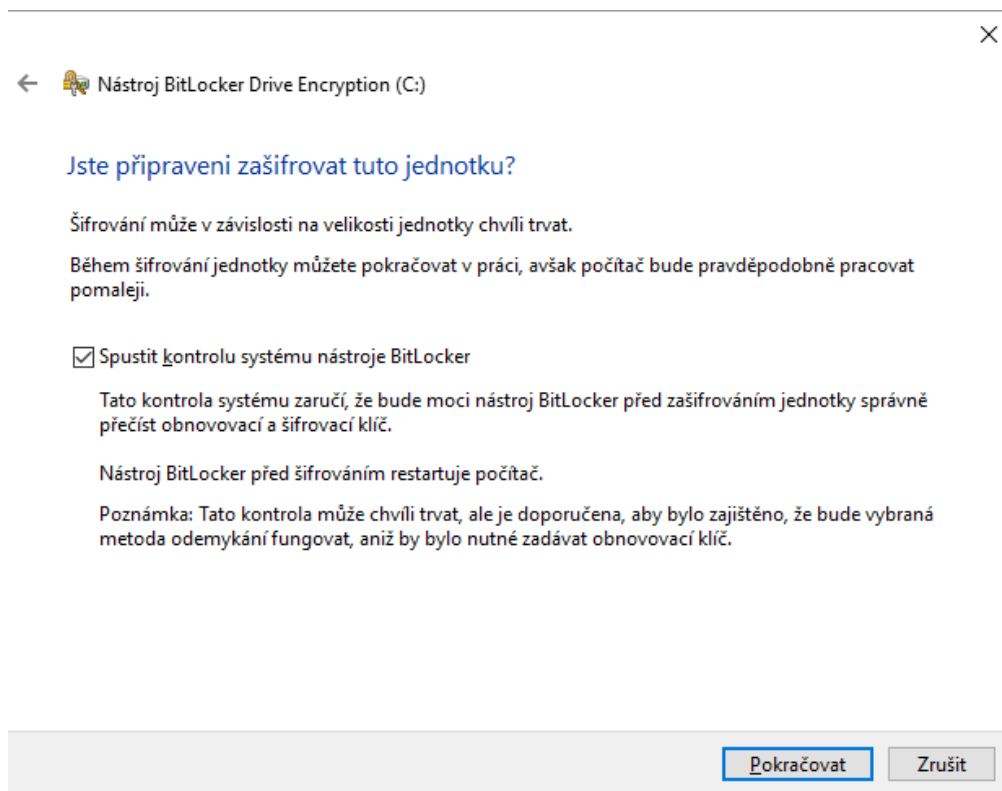 Nástroj BitLocker Drive Encryption (C:)
Jste připraveni zašifrovat tuto jednotku?
Šifrování může v závislosti na velikosti jednotky chvíli trvat.
Během šifrování jednotky můžete pokračovat v práci, avšak počítač bude pravděpodobně pracovat
pomaleji.
Spustit kontrolu systému nástroje BitLocker
Tato kontrola systému zaručí, že bude moci nástroj BitLocker před zašifrováním jednotky správně
přečíst obnovovací a šifrovací klíč.
Nástroj BitLocker před šifrováním restartuje počítač.
Poznámka: Tato kontrola může chvíli trvat, ale je doporučena, aby bylo zajištěno, že bude vybraná
metoda odemykání fungovat, aniž by bylo nutné zadávat obnovovací klíč.
Pokračovat Zrušit